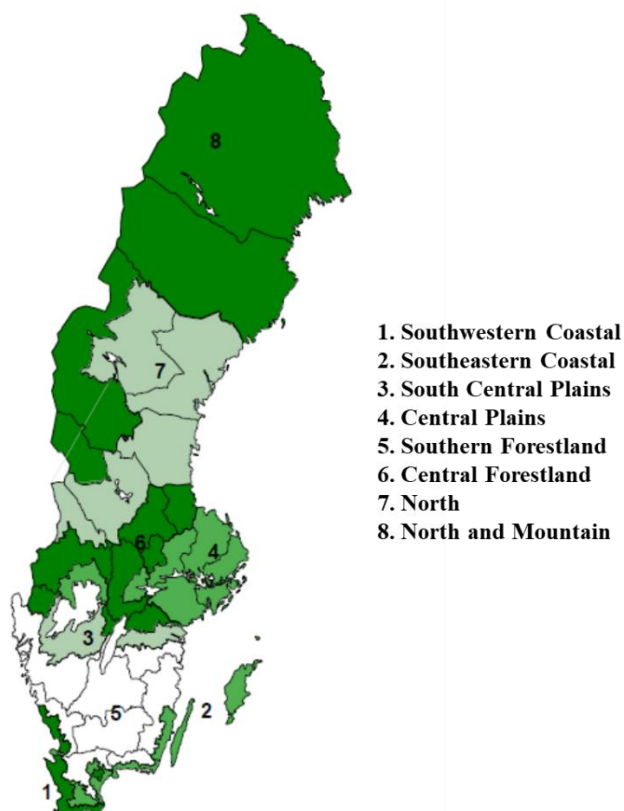 8
7
6
4
3
5
2
1
1. Southwestern Coastal
2. Southeastern Coastal
3. South Central Plains
4. Central Plains
5. Southern Forestland
6. Central Forestland
7. North
8. North and Mountain